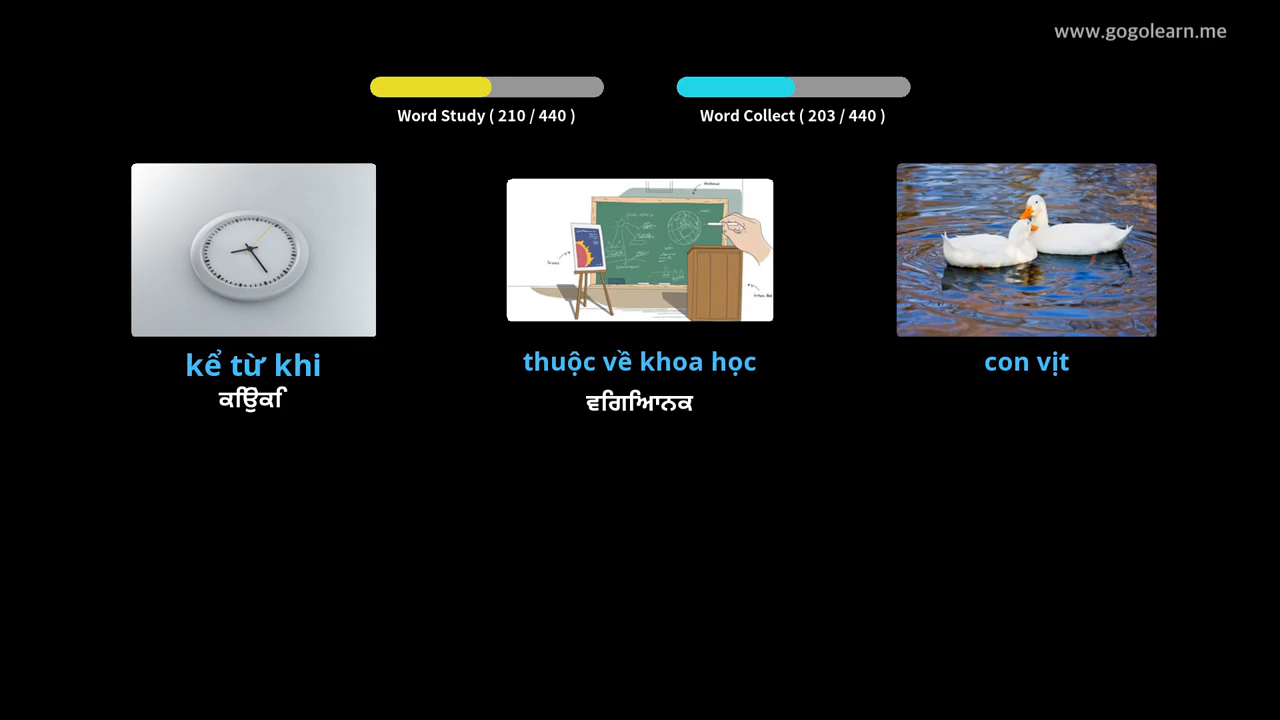 www.gogolearn.me
Word Study ( 210 / 440 )
Word Collect ( 203 / 440 )
kể từ khi
thuộc về khoa học
con vịt
ਕਉਿਂਕਿ
ਵਗਿਆਿਨਕ